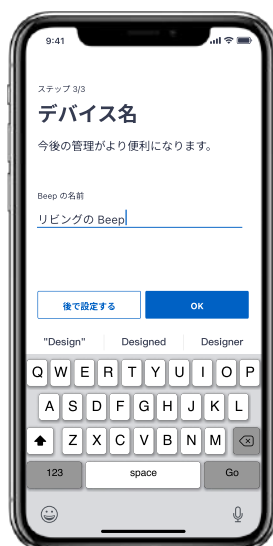 9:41
ステップ 3/3
デバイス名
今後の管理がより便利になります。
Beep の名前
リビングの Beep
後で設定する OK
"Design" Designed Designer
Q W E R T Y U I O P
A S D F G H J K L
Z X C V B N M
123 space Go